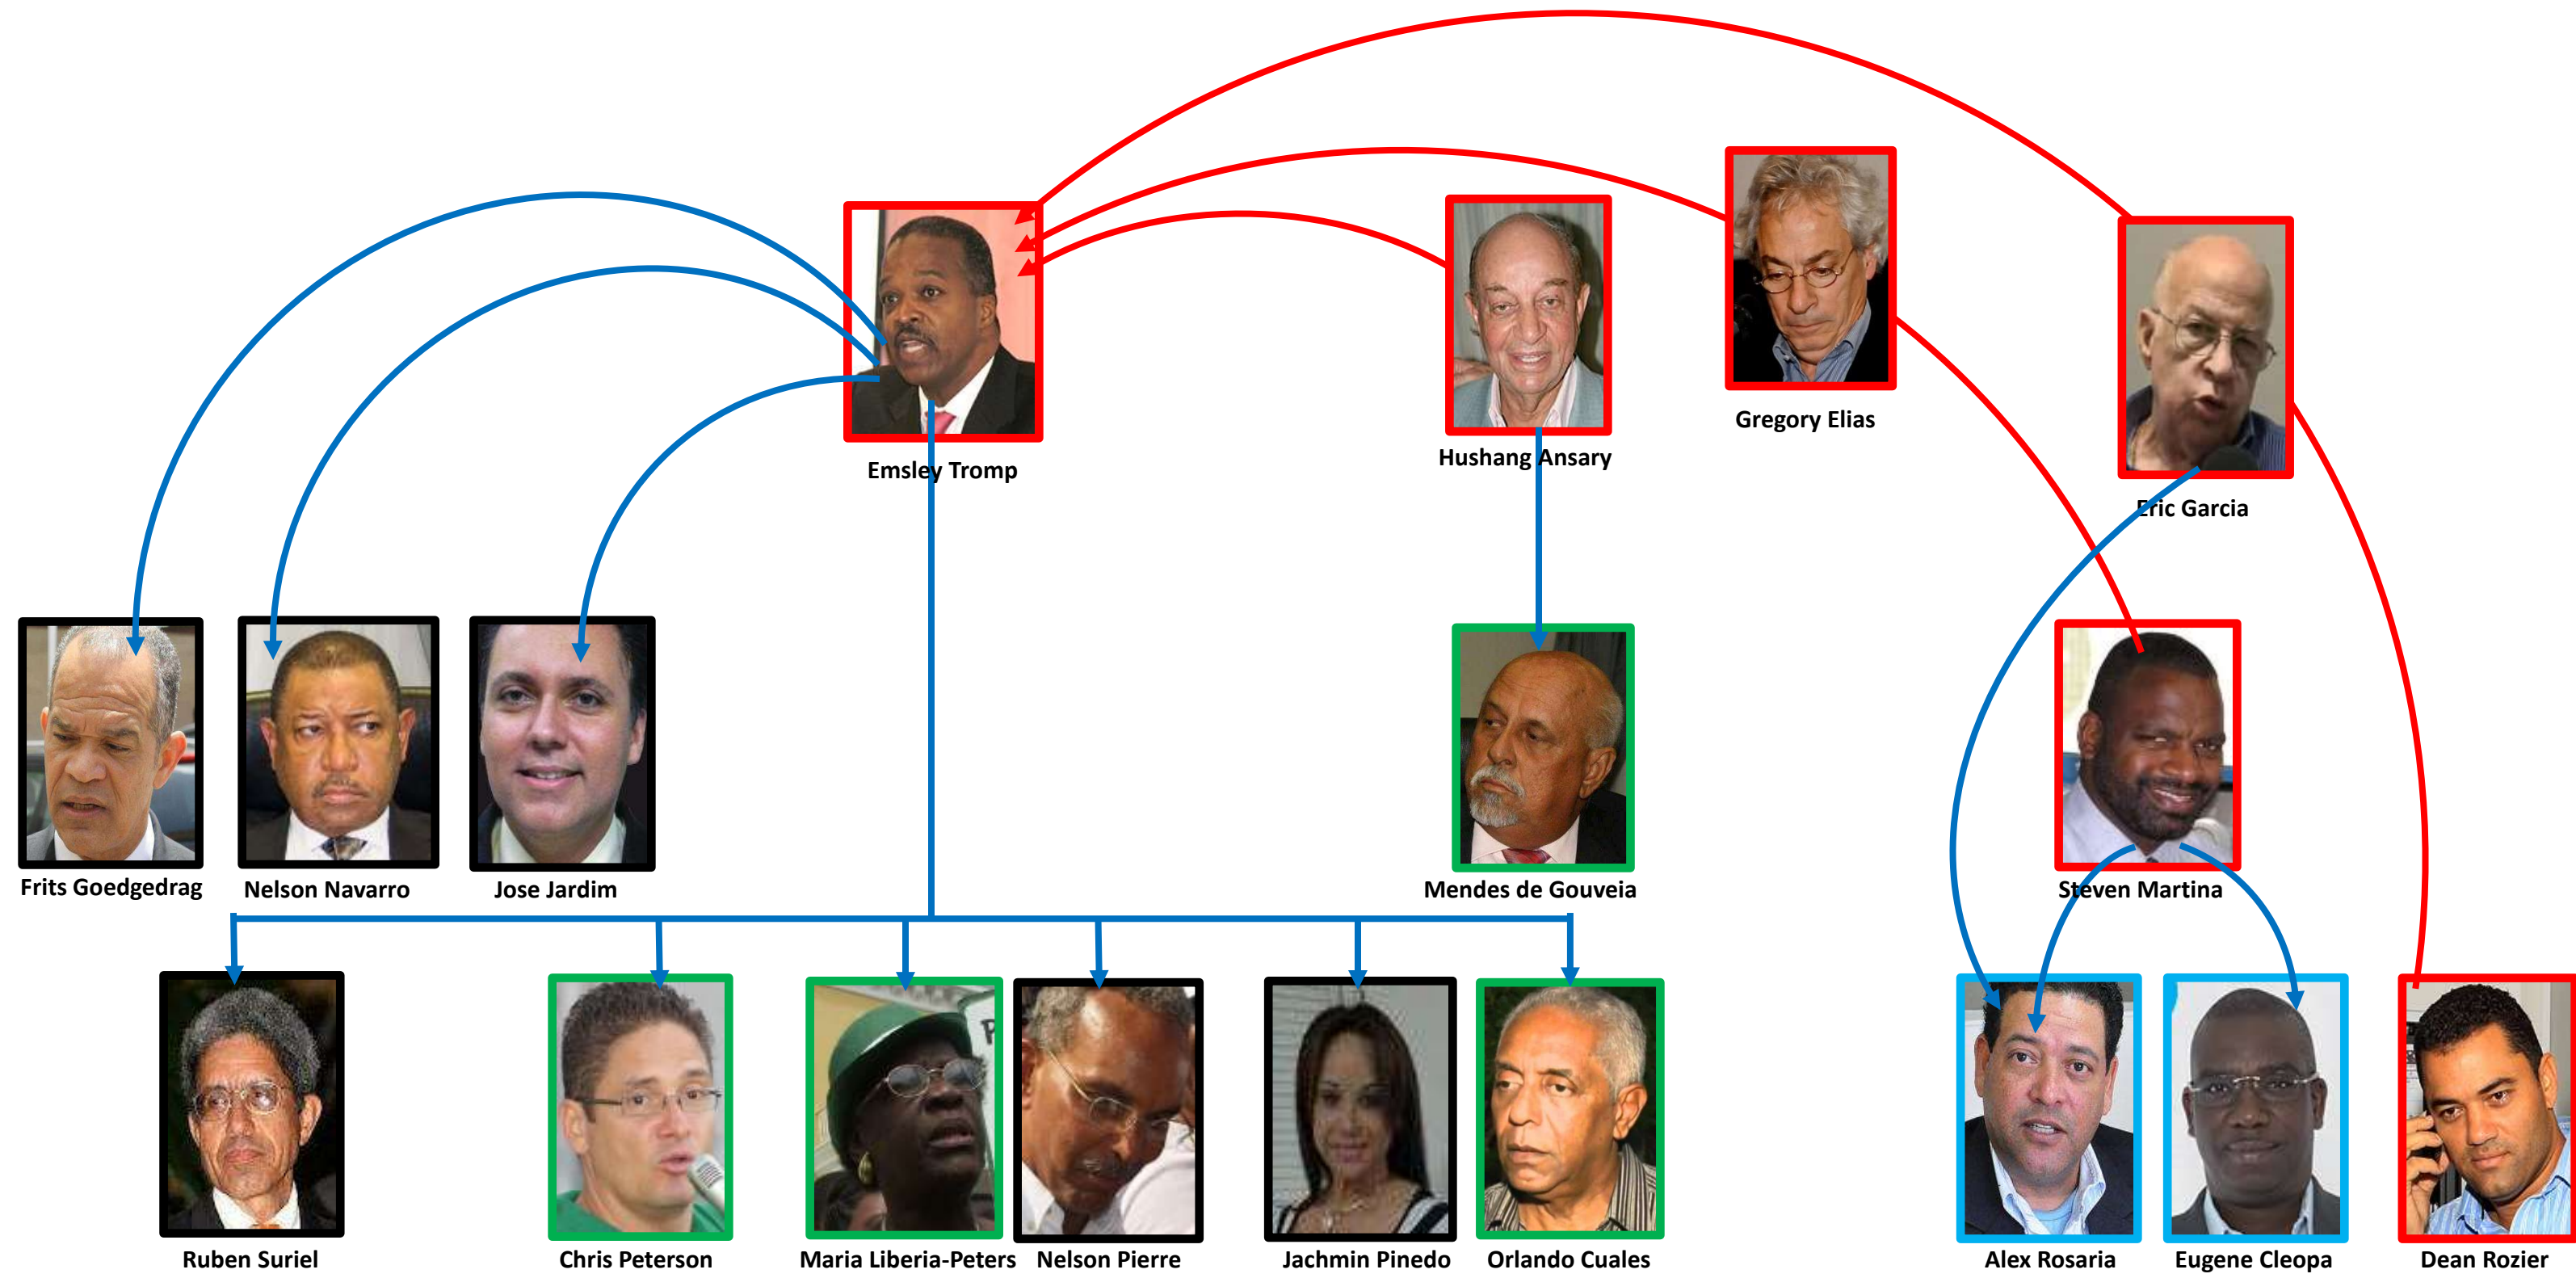 Emsley Tromp
Hushang Ansary
Gregory Elias
Eric Garcia
Frits Goedgedrag
Nelson Navarro
Jose Jardim
Mendes de Gouveia
Steven Martina
Ruben Suriel
Chris Peterson
Maria Liberia-Peters
Nelson Pierre
Jachmin Pinedo
Orlando Cuales
Alex Rosaria
Eugene Cleopa
Dean Rozier